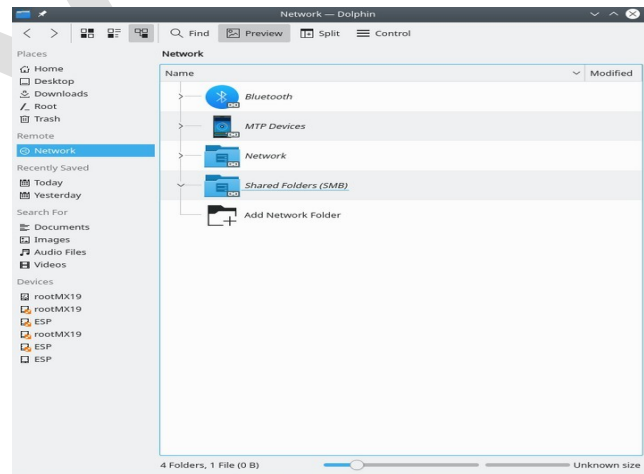 Network — Dolphin
Find Preview Split Control
Places
Home
Desktop
Downloads
Root
Trash
Remote
Network
Recently Saved
Today
Yesterday
Search For
Documents
Images
Audio Files
Videos
Devices
rootMX19
rootMX19
ESP
rootMX19
ESP
ESP
Network
Name Modified
Bluetooth
MTP Devices
Network
Shared Folders (SMB)
Add Network Folder
4 Folders, 1 File (0 B) Unknown size